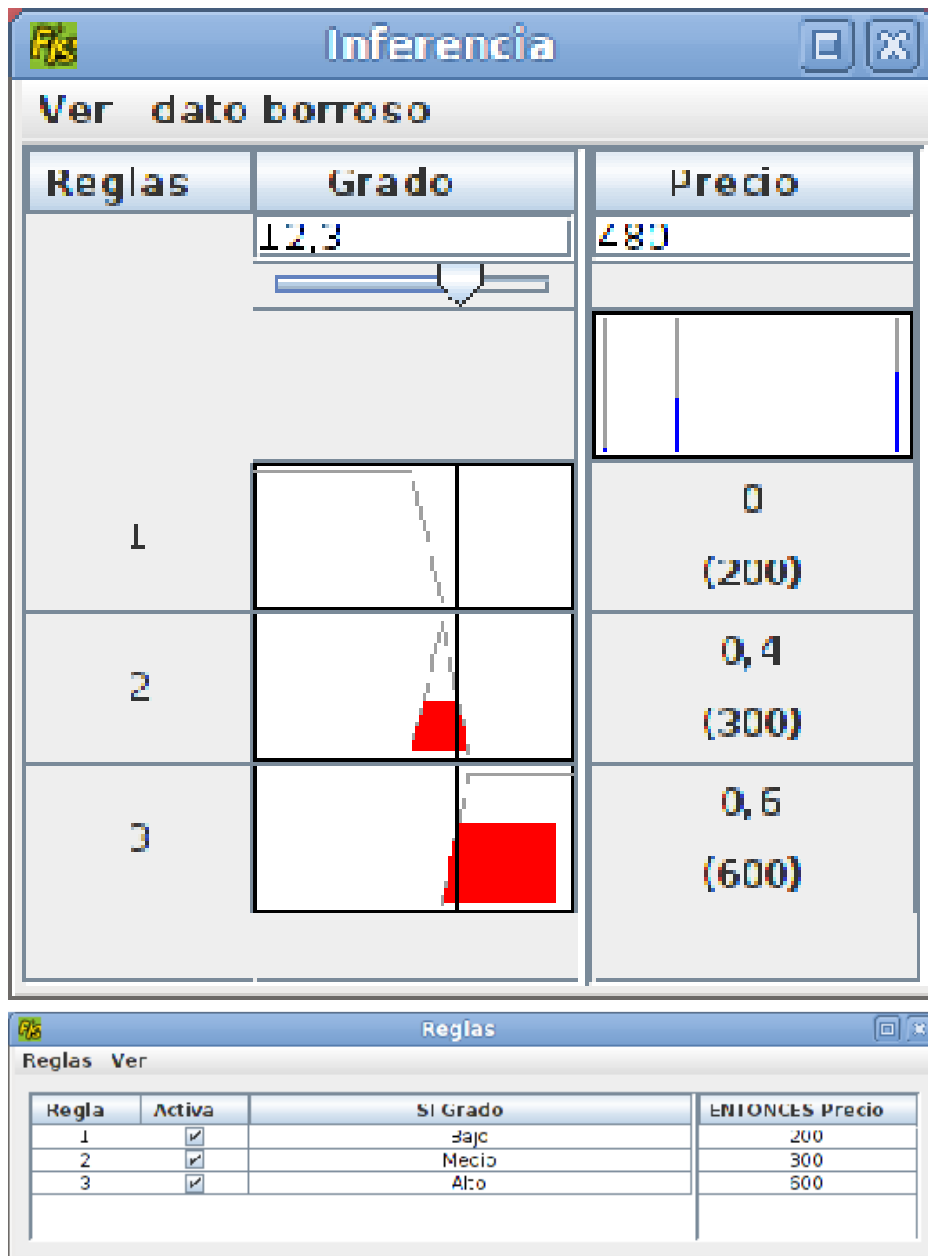 Inferencia
Ver dato borroso
Reglas Grado Precio
12,3 480
1 0
(200)
2 0,4
(300)
3 0,6
(600)
Reglas
Reglas Ver
Regla Activa SI Grado ENTONCES Precio
1 Bajo 200
2 Medio 300
3 Alto 600